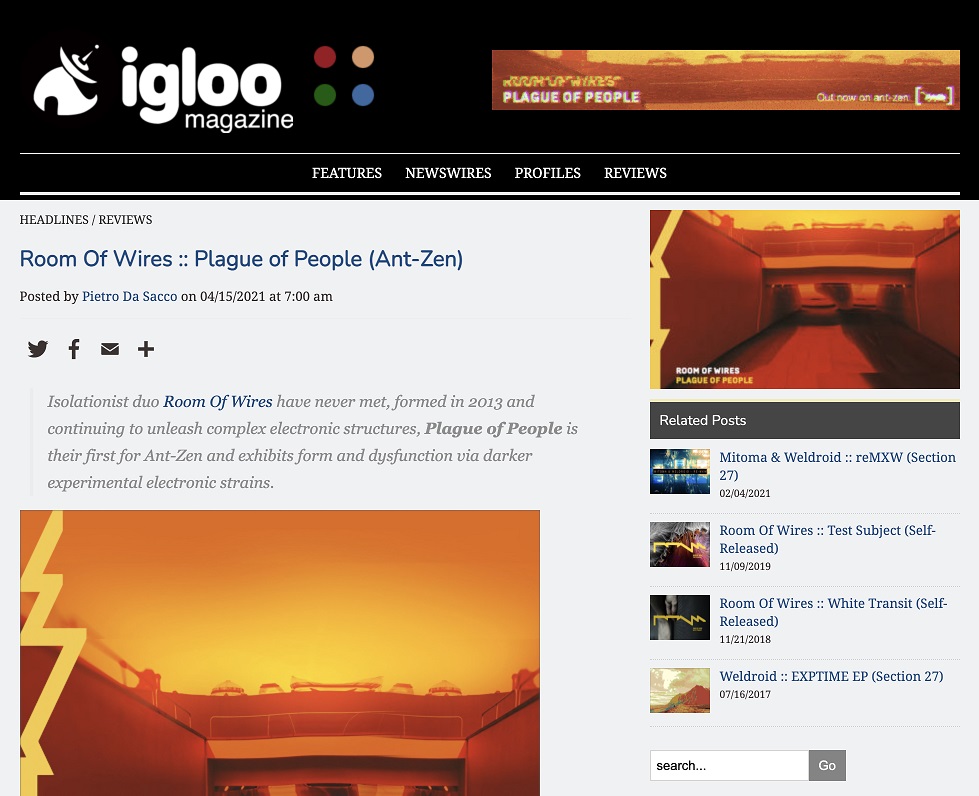 igloo
magazine
ROOM OF WIRES
PLAGUE OF PEOPLE
Out now on ant-zen.
FEATURES NEWSWIRES PROFILES REVIEWS
HEADLINES / REVIEWS
Room Of Wires :: Plague of People (Ant-Zen)
Posted by Pietro Da Sacco on 04/15/2021 at 7:00 am
Isolationist duo Room Of Wires have never met, formed in 2013 and
continuing to unleash complex electronic structures, Plague of People is
their first for Ant-Zen and exhibits form and dysfunction via darker
experimental electronic strains.
ROOM OF WIRES
PLAGUE OF PEOPLE
Related Posts
Mitoma & Weldroid :: reMXW (Section
27)
02/04/2021
Room Of Wires :: Test Subject (Self-
Released)
11/09/2019
Room Of Wires :: White Transit (Self-
Released)
11/21/2018
Weldroid :: EXPTIME EP (Section 27)
07/16/2017
search... Go